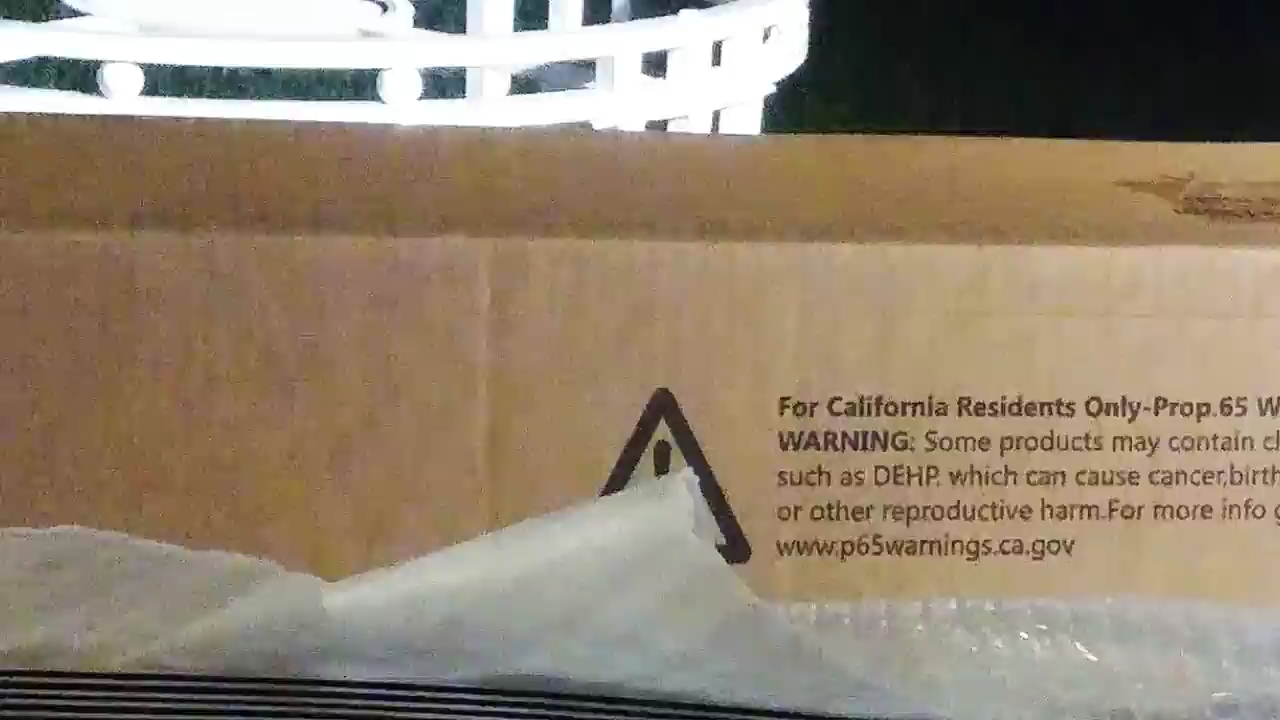 For California Residents Only-Prop.65 W
WARNING: Some products may contain
such as DEHP, which can cause cancer,birth
or other reproductive harm.For more info
www.p65warnings.ca.gov